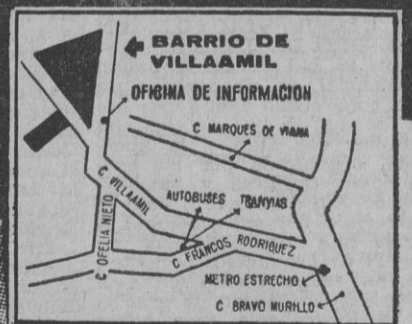 BARRIO DE
VILLAAMIL
OFICINA DE INFORMACION
C MARQUES DE VIANA
C VILLAAMIL
AUTOBUSES
TRANVIAS
C OFELIA NIETO
C FRANCOS RODRIGUEZ
METRO ESTRECHO
C BRAVO MURILLO